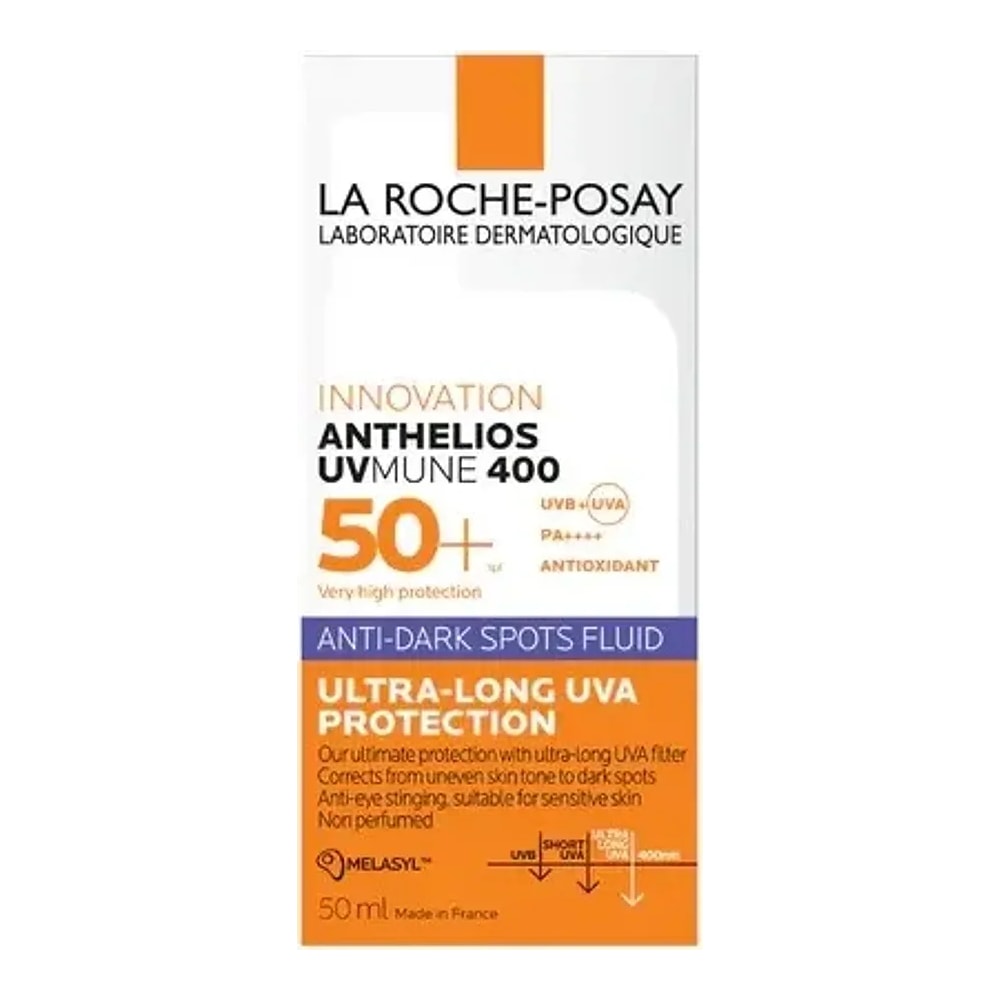 LA ROCHE-POSAY
LABORATOIRE DERMATOLOGIQUE
INNOVATION
ANTHELIOS
UVMUNE 400
50+ spf
UVB+UVA
PA++++
ANTIOXIDANT
Very high protection
ANTI-DARK SPOTS FLUID
ULTRA-LONG UVA
PROTECTION
Our ultimate protection with ultra-long UVA filter
Corrects from uneven skin tone to dark spots
Anti-eye stinging, suitable for sensitive skin
Non perfumed
MELASYL™
UVB
SHORT
UVA
ULTRA
LONG
UVA
400nm
50 ml Made in France